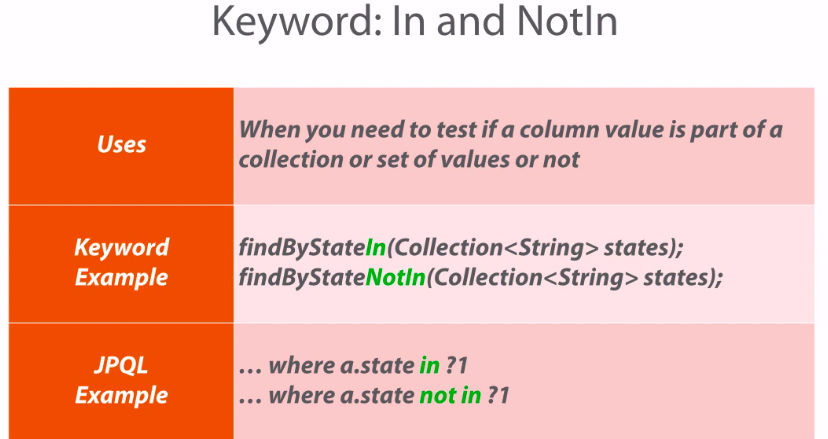 Keyword: In and NotIn
Uses
When you need to test if a column value is part of a
collection or set of values or not
Keyword
Example
findByStateIn(Collection<String> states);
findByStateNotIn(Collection<String> states);
JPQL
Example
… where a.state in ?1
… where a.state not in ?1